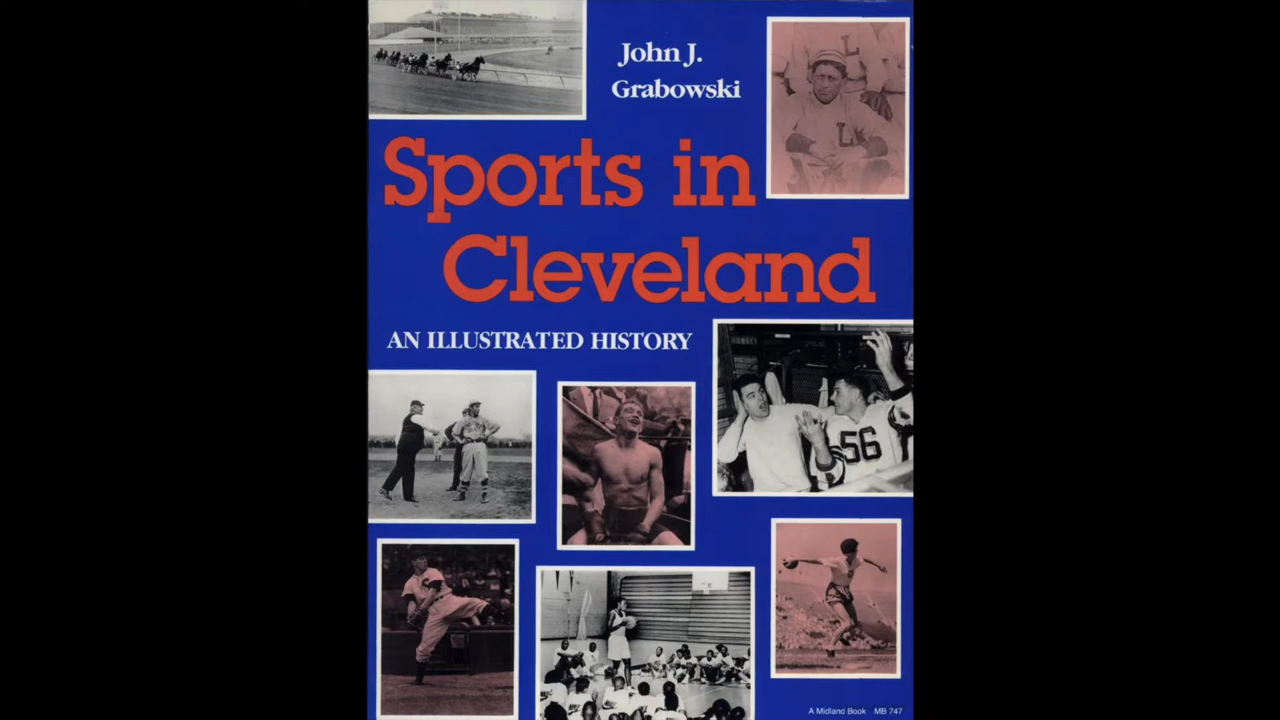 John J.
Grabowski
Sports in
Cleveland
AN ILLUSTRATED HISTORY
L
L
56
A Midland Book MB 747